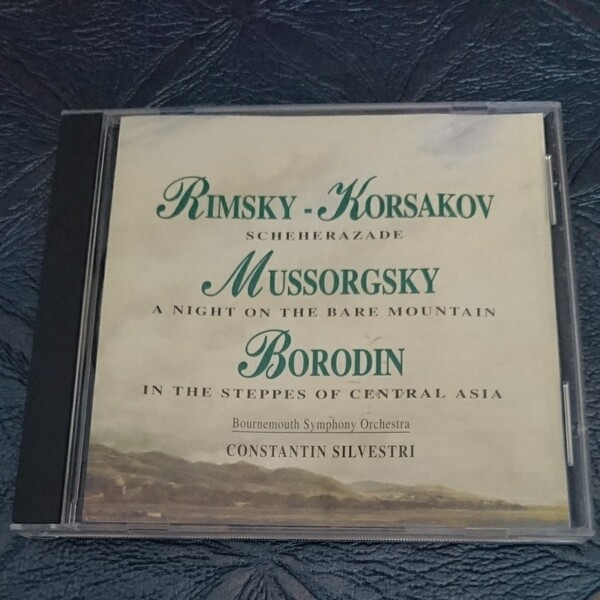 RIMSKY - KORSAKOV
SCHEHERAZADE
MUSSORGSKY
A NIGHT ON THE BARE MOUNTAIN
BORODIN
IN THE STEPPES OF CENTRAL ASIA
Bournemouth Symphony Orchestra
CONSTANTIN SILVESTRI